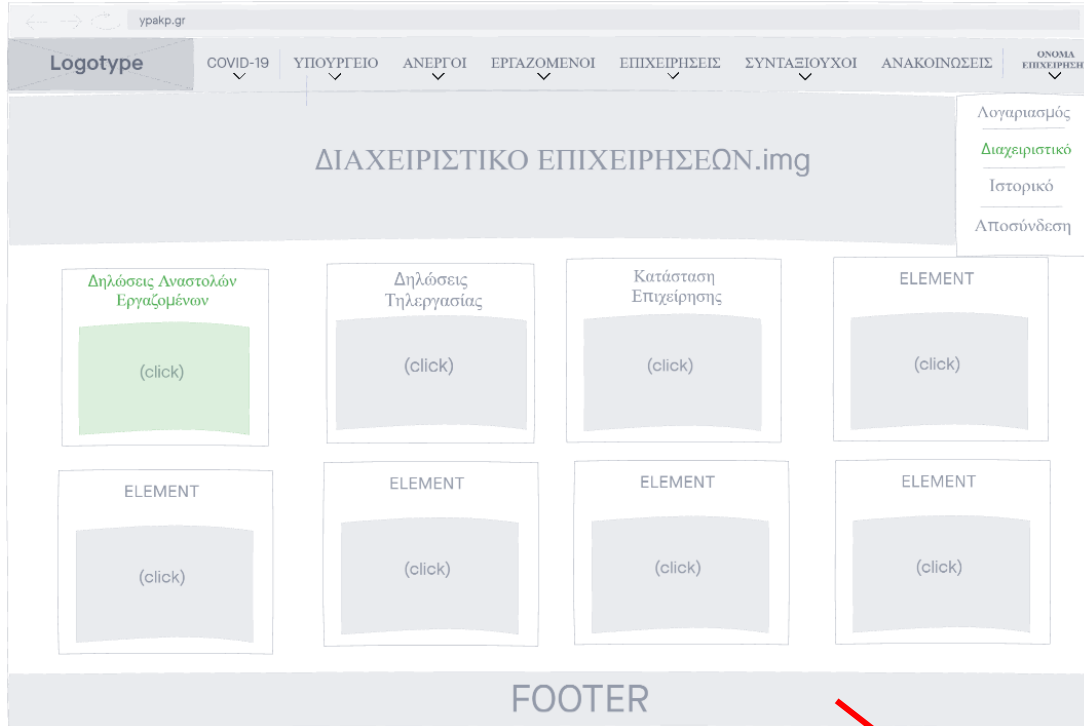 ypakp.gr
Logotype COVID-19 ΥΠΟΥΡΓΕΙΟ ΑΝΕΡΓΟΙ ΕΡΓΑΖΟΜΕΝΟΙ ΕΠΙΧΕΙΡΗΣΕΙΣ ΣΥΝΤΑΞΙΟΥΧΟΙ ΑΝΑΚΟΙΝΩΣΕΙΣ ΟΝΟΜΑ
ΕΠΙΧΕΙΡΗΣΗ
Λογαριασμός
Διαχειριστικό
Ιστορικό
Αποσύνδεση
ΔΙΑΧΕΙΡΙΣΤΙΚΟ ΕΠΙΧΕΙΡΗΣΕΩΝ.img
Δηλώσεις Αναστολών
Εργαζομένων
(click)
Δηλώσεις
Τηλεργασίας
(click)
Κατάσταση
Επιχείρησης
(click)
ELEMENT
(click)
ELEMENT
(click)
ELEMENT
(click)
ELEMENT
(click)
ELEMENT
(click)
FOOTER